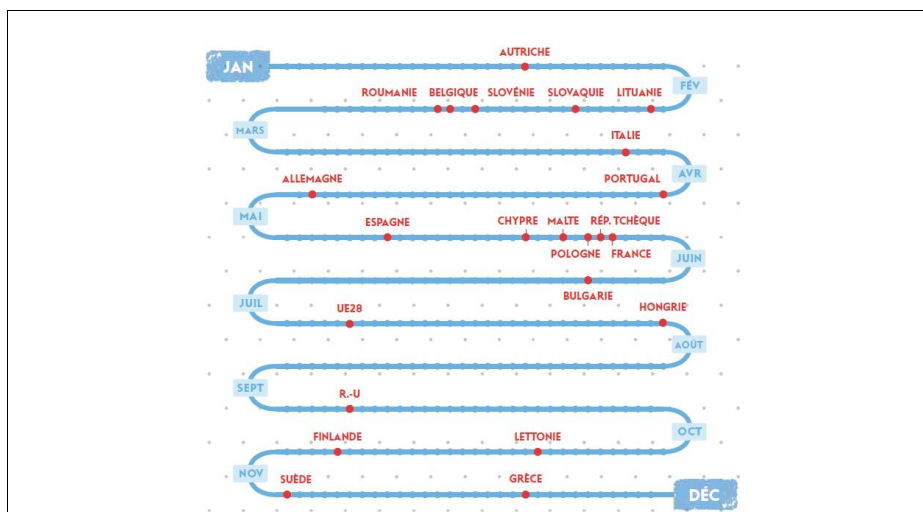 AUTRICHE
JAN
FÉV
ROUMANIE BELGIQUE SLOVÉNIE SLOVAQUIE LITUANIE
MARS
ITALIE
AVR
ALLEMAGNE PORTUGAL
MAI
ESPAGNE CHYPRE MALTE RÉP. TCHÈQUE
POLOGNE FRANCE
JUIN
BULGARIE
JUIL
UE28 HONGRIE
AOÛT
SEPT
R.-U
OCT
FINLANDE LETTONIE
NOV
SUÈDE GRÈCE
DÉC